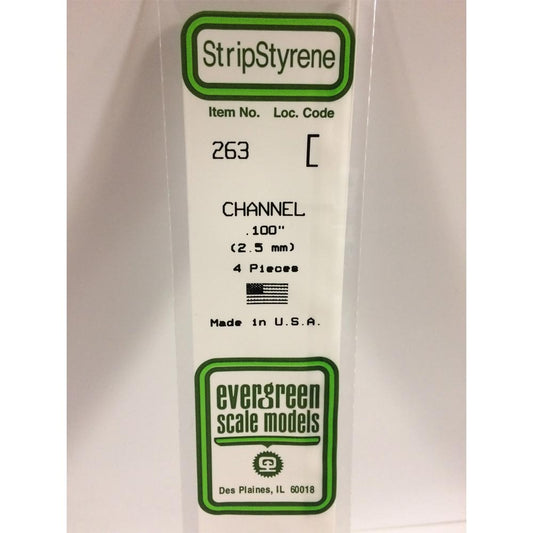 StripStyrene
Item No. Loc. Code
263 [
CHANNEL
.100"
(2.5 mm)
4 Pieces
Made in U.S.A.
evergreen
scale models
Des Plaines, IL 60018